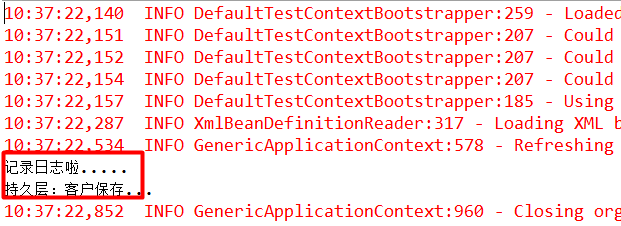 10:37:22,140  INFO DefaultTestContextBootstrapper:259 - Loaded
10:37:22,151  INFO DefaultTestContextBootstrapper:207 - Could
10:37:22,152  INFO DefaultTestContextBootstrapper:207 - Could
10:37:22,154  INFO DefaultTestContextBootstrapper:207 - Could
10:37:22,157  INFO DefaultTestContextBootstrapper:185 - Using
10:37:22,287  INFO XmlBeanDefinitionReader:317 - Loading XML b
10:37:22,534  INFO GenericApplicationContext:578 - Refreshing
记录日志啦.....
持久层：客户保存...
10:37:22,852  INFO GenericApplicationContext:960 - Closing org